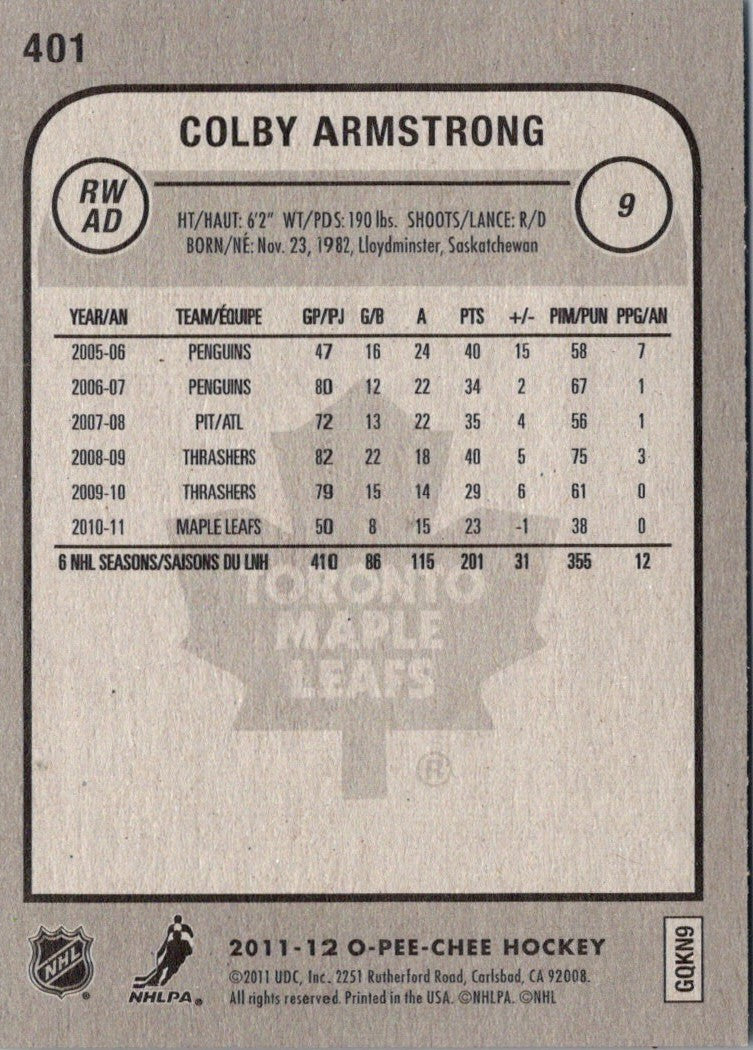 401
COLBY ARMSTRONG
RW
AD
HT/HAUT: 6'2" WT/PDS: 190 lbs. SHOOTS/LANCE: R/D
BORN/NÉ: Nov. 23, 1982, Lloydminster, Saskatchewan
9
YEAR/AN TEAM/ÉQUIPE GP/PJ G/B A PTS +/- PIM/PUN PPG/AN
2005-06 PENGUINS 47 16 24 40 15 58 7
2006-07 PENGUINS 80 12 22 34 2 67 1
2007-08 PIT/ATL 72 13 22 35 4 56 1
2008-09 THRASHERS 82 22 18 40 5 75 3
2009-10 THRASHERS 79 15 14 29 6 61 0
2010-11 MAPLE LEAFS 50 8 15 23 -1 38 0
6 NHL SEASONS/SAISONS DU LNH 410 86 115 201 31 355 12
TORONTO
MAPLE
LEAFS
®
NHL ®
NHLPA®
2011-12 O-PEE-CHEE HOCKEY
©2011 UDC, Inc. 2251 Rutherford Road, Carlsbad, CA 92008.
All rights reserved. Printed in the USA. ©NHLPA. ©NHL
GQKN9